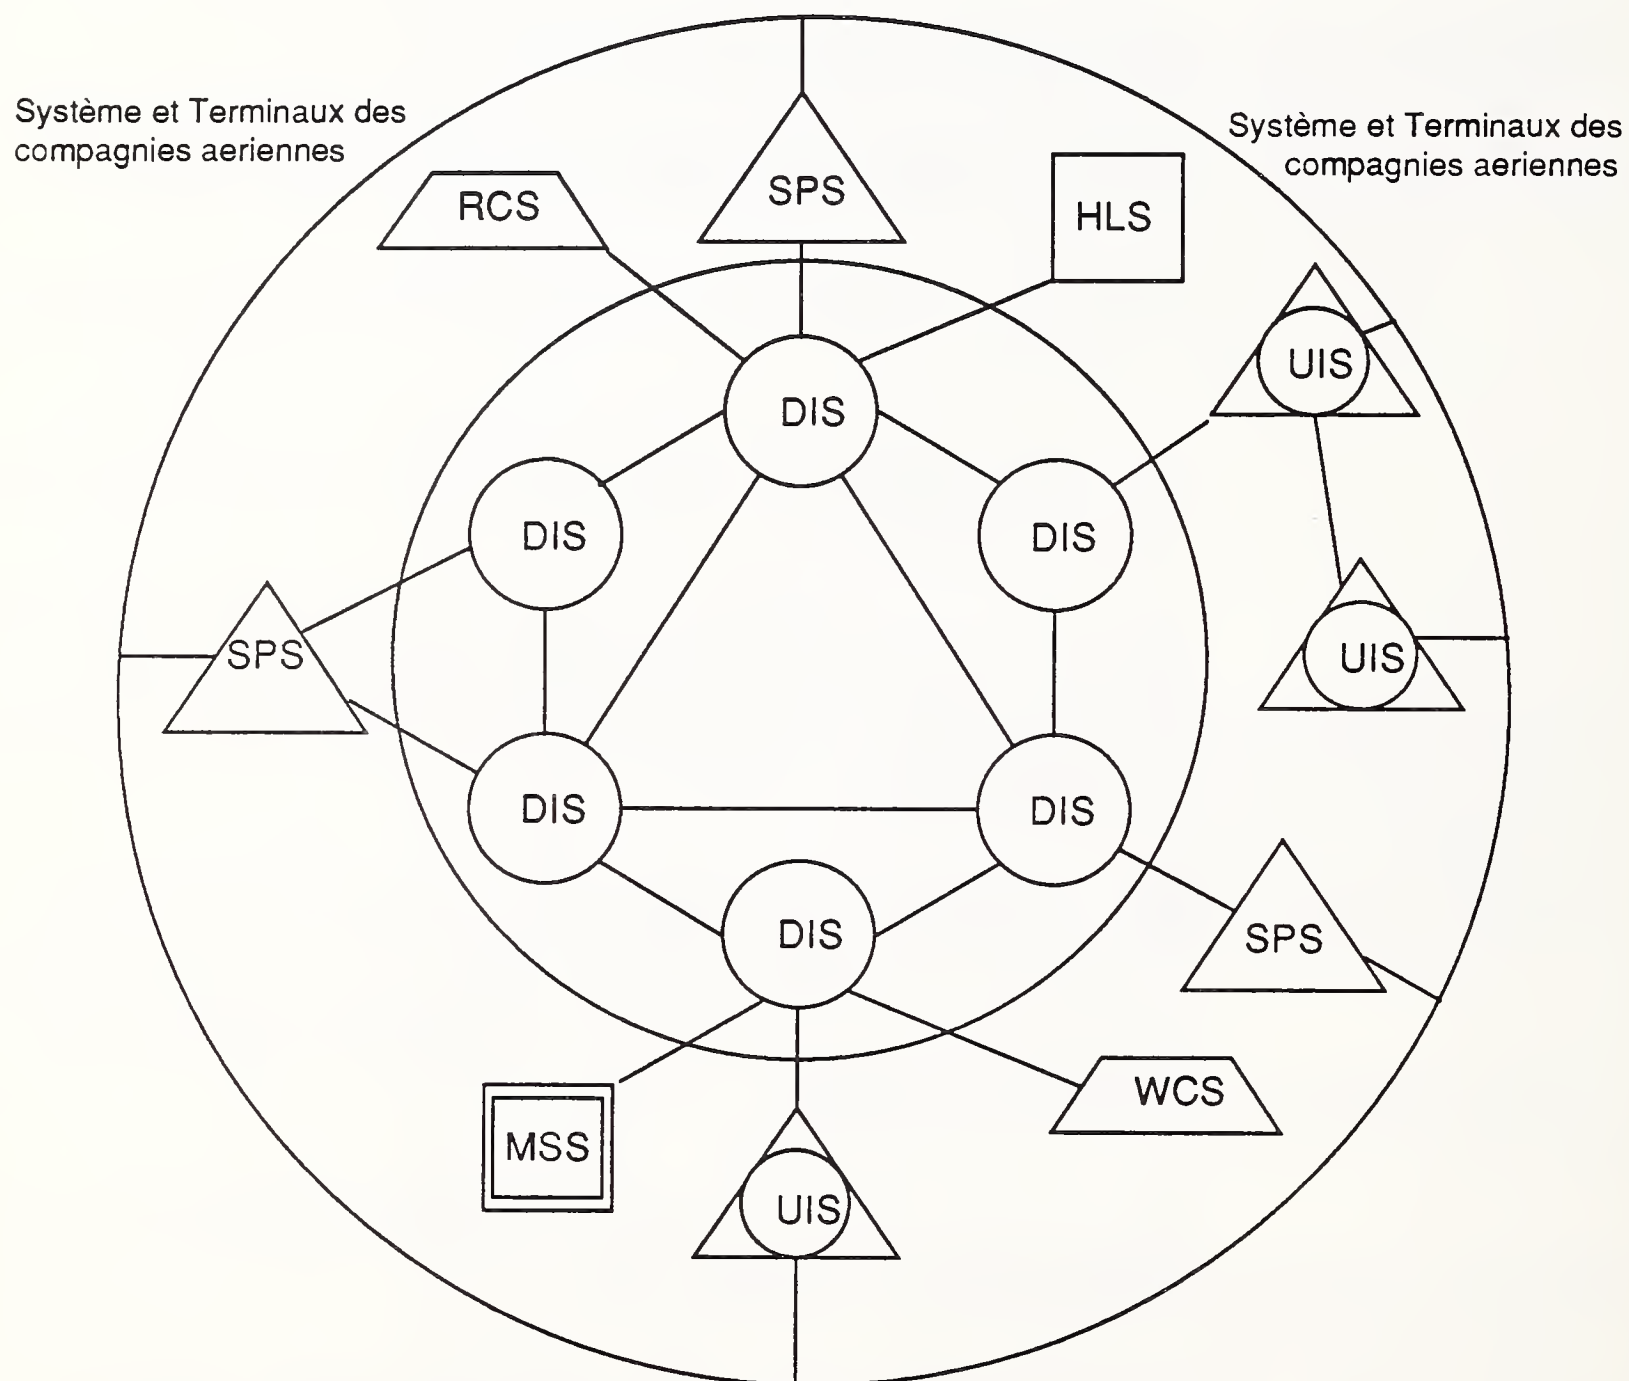 Système et Terminaux des
compagnies aeriennes
Système et Terminaux des
compagnies aeriennes
RCS
SPS
HLS
UIS
DIS
DIS
DIS
SPS
UIS
DIS
DIS
DIS
SPS
MSS
UIS
WCS